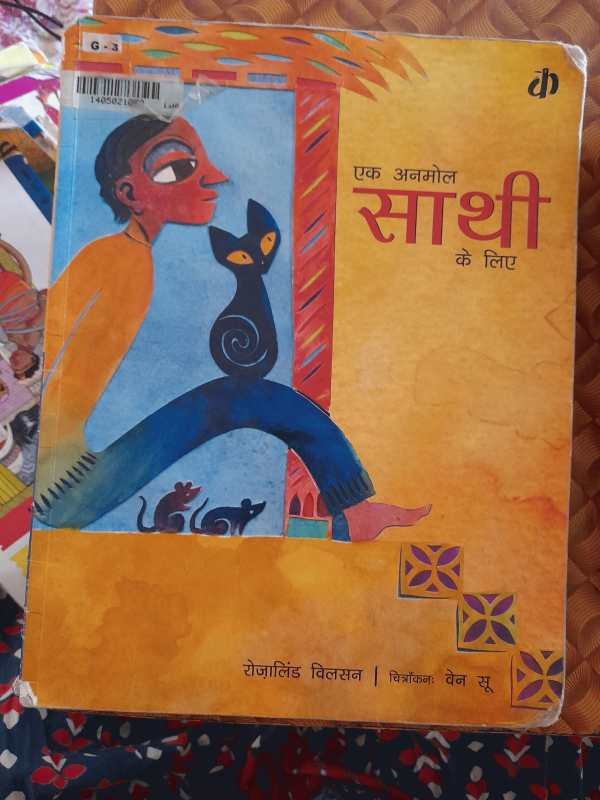 G - 3
क
एक अनमोल
साथी
के लिए
रोज़ालिंड विलसन | चित्राँकनः वेन सू